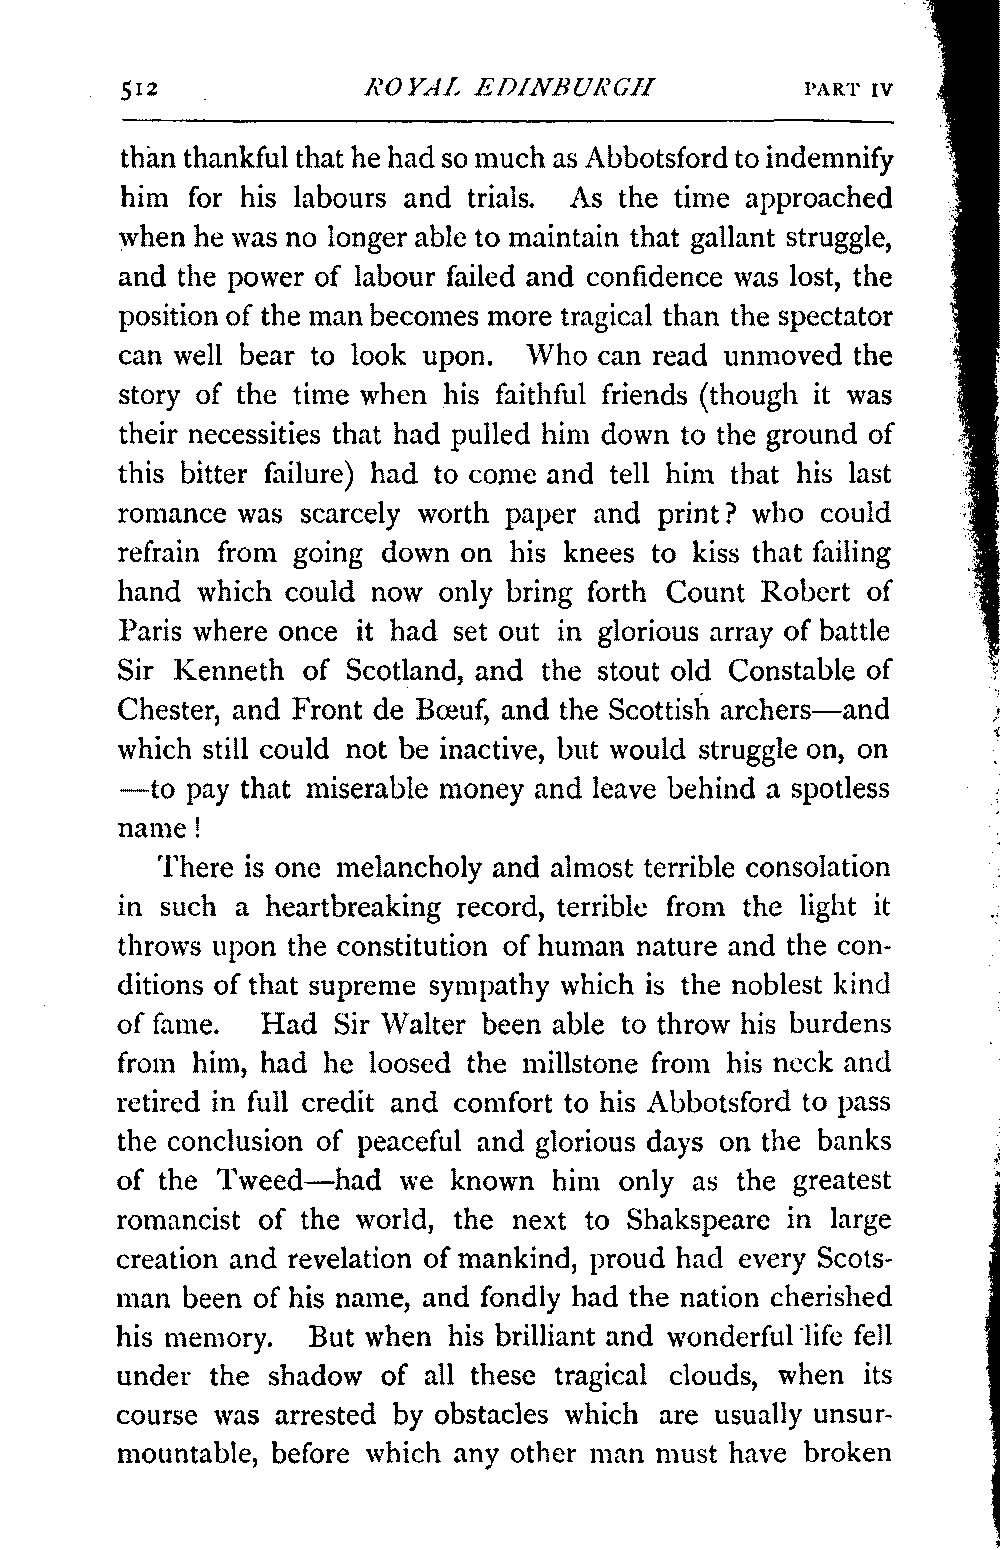 512 ROYAL EDINBURGH PART IV
than thankful that he had so much as Abbotsford to indemnify
him for his labours and trials. As the time approached
when he was no longer able to maintain that gallant struggle,
and the power of labour failed and confidence was lost, the
position of the man becomes more tragical than the spectator
can well bear to look upon. Who can read unmoved the
story of the time when his faithful friends (though it was
their necessities that had pulled him down to the ground of
this bitter failure) had to come and tell him that his last
romance was scarcely worth paper and print? who could
refrain from going down on his knees to kiss that failing
hand which could now only bring forth Count Robert of
Paris where once it had set out in glorious array of battle
Sir Kenneth of Scotland, and the stout old Constable of
Chester, and Front de Bœuf, and the Scottish archers—and
which still could not be inactive, but would struggle on, on
—to pay that miserable money and leave behind a spotless
name!
There is one melancholy and almost terrible consolation
in such a heartbreaking record, terrible from the light it
throws upon the constitution of human nature and the con-
ditions of that supreme sympathy which is the noblest kind
of fame. Had Sir Walter been able to throw his burdens
from him, had he loosed the millstone from his neck and
retired in full credit and comfort to his Abbotsford to pass
the conclusion of peaceful and glorious days on the banks
of the Tweed—had we known him only as the greatest
romancist of the world, the next to Shakspeare in large
creation and revelation of mankind, proud had every Scots-
man been of his name, and fondly had the nation cherished
his memory. But when his brilliant and wonderful life fell
under the shadow of all these tragical clouds, when its
course was arrested by obstacles which are usually unsur-
mountable, before which any other man must have broken